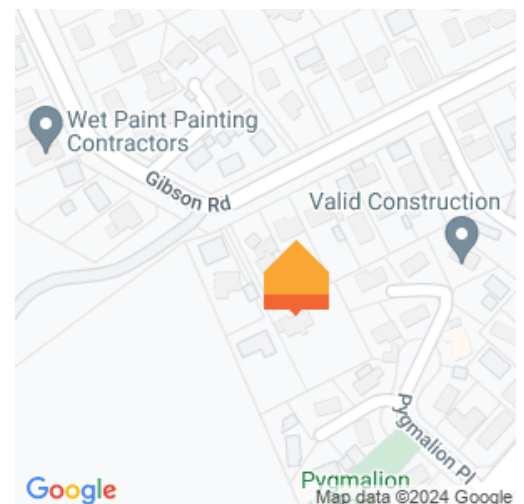 Wet Paint Painting
Contractors
Gibson Rd
Valid Construction
Pygmalion Pl
Pygmalion
Google
Map data ©2024 Google